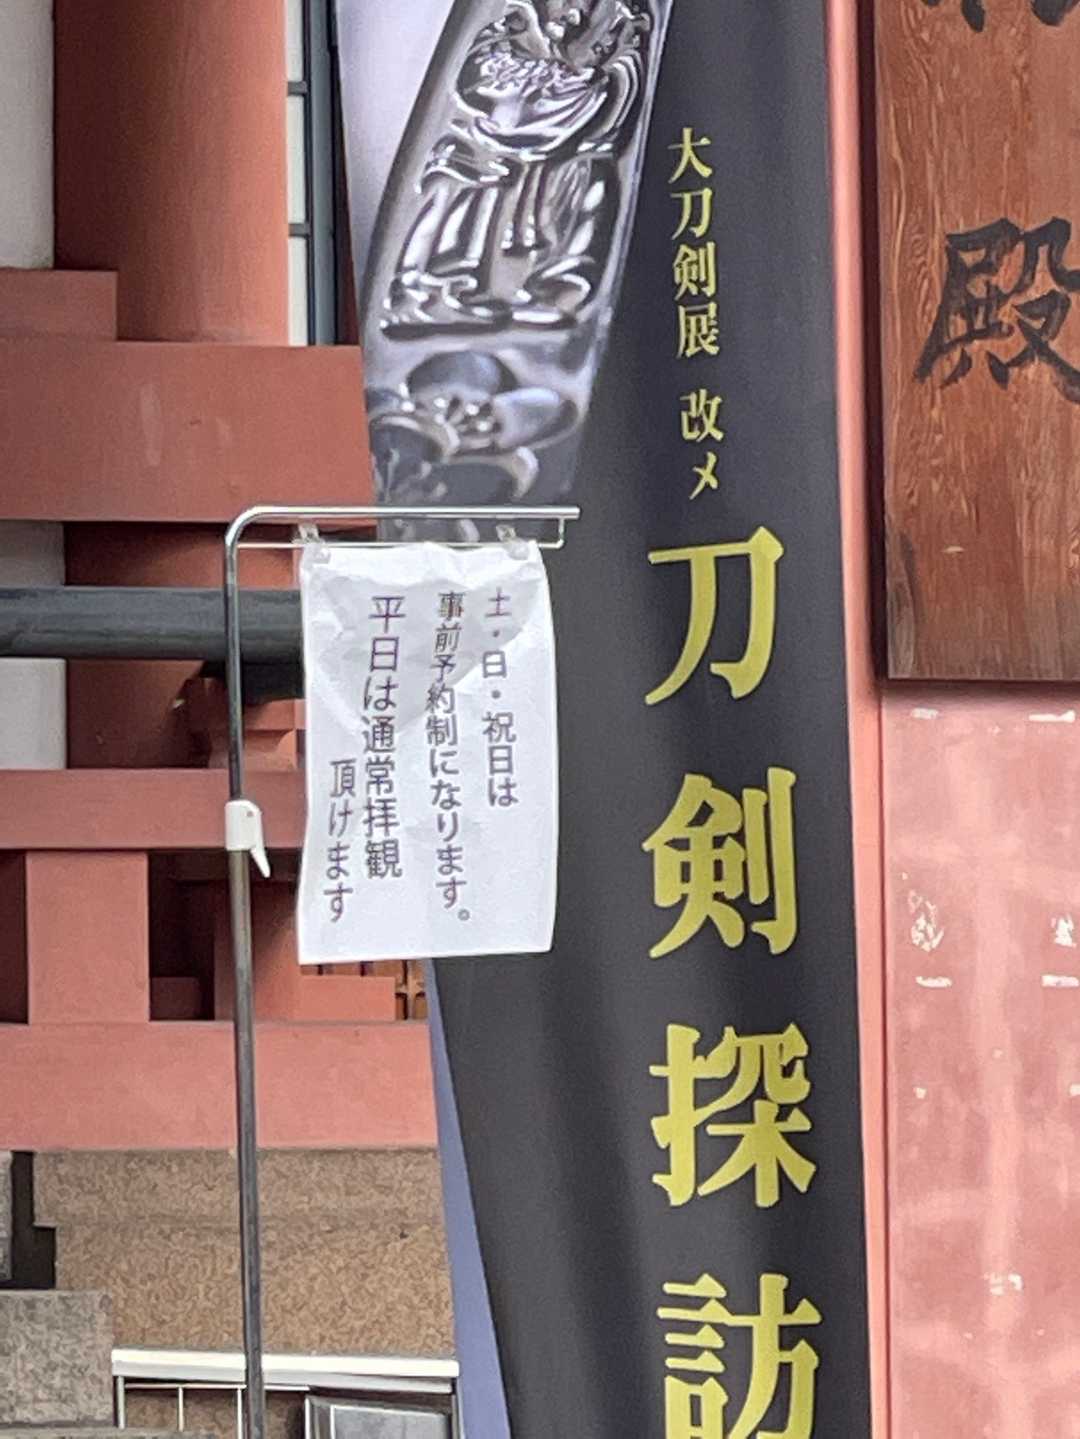 殿
大刀剣展 改メ
刀剣探訪
土・日・祝日は
事前予約制になります。
平日は通常拝観
頂けます